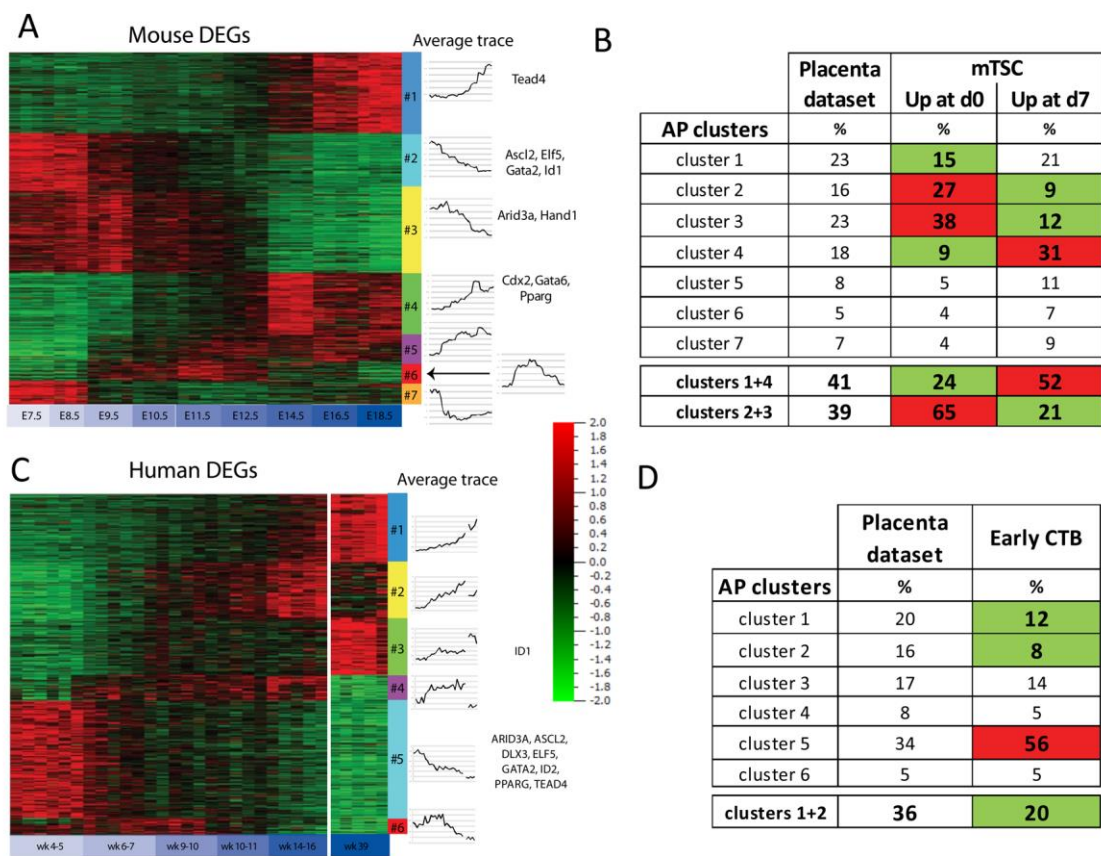 A
Mouse DEGs
Average trace
#1
Tead4
#2
Ascl2, Elf5,
Gata2, Id1
#3
Arid3a, Hand1
#4
Cdx2, Gata6,
Pparg
#5
#6
#7
E7.5 E8.5 E9.5 E10.5 E11.5 E12.5 E14.5 E16.5 E18.5
B
Placenta dataset mTSC
Up at d0 Up at d7
AP clusters % % %
cluster 1 23 15 21
cluster 2 16 27 9
cluster 3 23 38 12
cluster 4 18 9 31
cluster 5 8 5 11
cluster 6 5 4 7
cluster 7 7 4 9
clusters 1+4 41 24 52
clusters 2+3 39 65 21
C
Human DEGs
Average trace
#1
#2
#3
ID1
#4
#5
ARID3A, ASCL2,
DLX3, ELF5,
GATA2, ID2,
PPARG, TEAD4
#6
wk 4-5 wk 6-7 wk 9-10 wk 10-11 wk 14-16 wk 39
2.0
1.8
1.6
1.4
1.2
1.0
0.8
0.6
0.4
0.2
0.0
-0.2
-0.4
-0.6
-0.8
-1.0
-1.2
-1.4
-1.6
-1.8
-2.0
D
Placenta dataset Early CTB
AP clusters % %
cluster 1 20 12
cluster 2 16 8
cluster 3 17 14
cluster 4 8 5
cluster 5 34 56
cluster 6 5 5
clusters 1+2 36 20